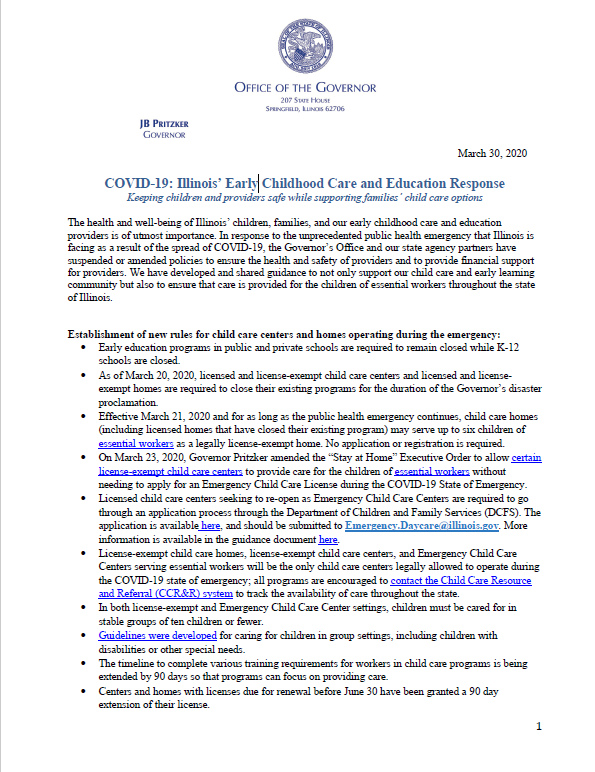 OFFICE OF THE GOVERNOR
207 STATE HOUSE
SPRINGFIELD, ILLINOIS 62706
JB PRITZKER
GOVERNOR
March 30, 2020
COVID-19: Illinois’ Early Childhood Care and Education Response
Keeping children and providers safe while supporting families’ child care options
The health and well-being of Illinois’ children, families, and our early childhood care and education
providers is of utmost importance. In response to the unprecedented public health emergency that Illinois is
facing as a result of the spread of COVID-19, the Governor’s Office and our state agency partners have
suspended or amended policies to ensure the health and safety of providers and to provide financial support
for providers. We have developed and shared guidance to not only support our child care and early learning
community but also to ensure that care is provided for the children of essential workers throughout the state
of Illinois.
Establishment of new rules for child care centers and homes operating during the emergency:
• Early education programs in public and private schools are required to remain closed while K-12
schools are closed.
• As of March 20, 2020, licensed and license-exempt child care centers and licensed and license-
exempt homes are required to close their existing programs for the duration of the Governor’s disaster
proclamation.
• Effective March 21, 2020 and for as long as the public health emergency continues, child care homes
(including licensed homes that have closed their existing program) may serve up to six children of
essential workers as a legally license-exempt home. No application or registration is required.
• On March 23, 2020, Governor Pritzker amended the “Stay at Home” Executive Order to allow certain
license-exempt child care centers to provide care for the children of essential workers without
needing to apply for an Emergency Child Care License during the COVID-19 State of Emergency.
• Licensed child care centers seeking to re-open as Emergency Child Care Centers are required to go
through an application process through the Department of Children and Family Services (DCFS). The
application is available here, and should be submitted to Emergency.Daycare@illinois.gov. More
information is available in the guidance document here.
• License-exempt child care homes, license-exempt child care centers, and Emergency Child Care
Centers serving essential workers will be the only child care centers legally allowed to operate during
the COVID-19 state of emergency; all programs are encouraged to contact the Child Care Resource
and Referral (CCR&R) system to track the availability of care throughout the state.
• In both license-exempt and Emergency Child Care Center settings, children must be cared for in
stable groups of ten children or fewer.
• Guidelines were developed for caring for children in group settings, including children with
disabilities or other special needs.
• The timeline to complete various training requirements for workers in child care programs is being
extended by 90 days so that programs can focus on providing care.
• Centers and homes with licenses due for renewal before June 30 have been granted a 90 day
extension of their license.
1